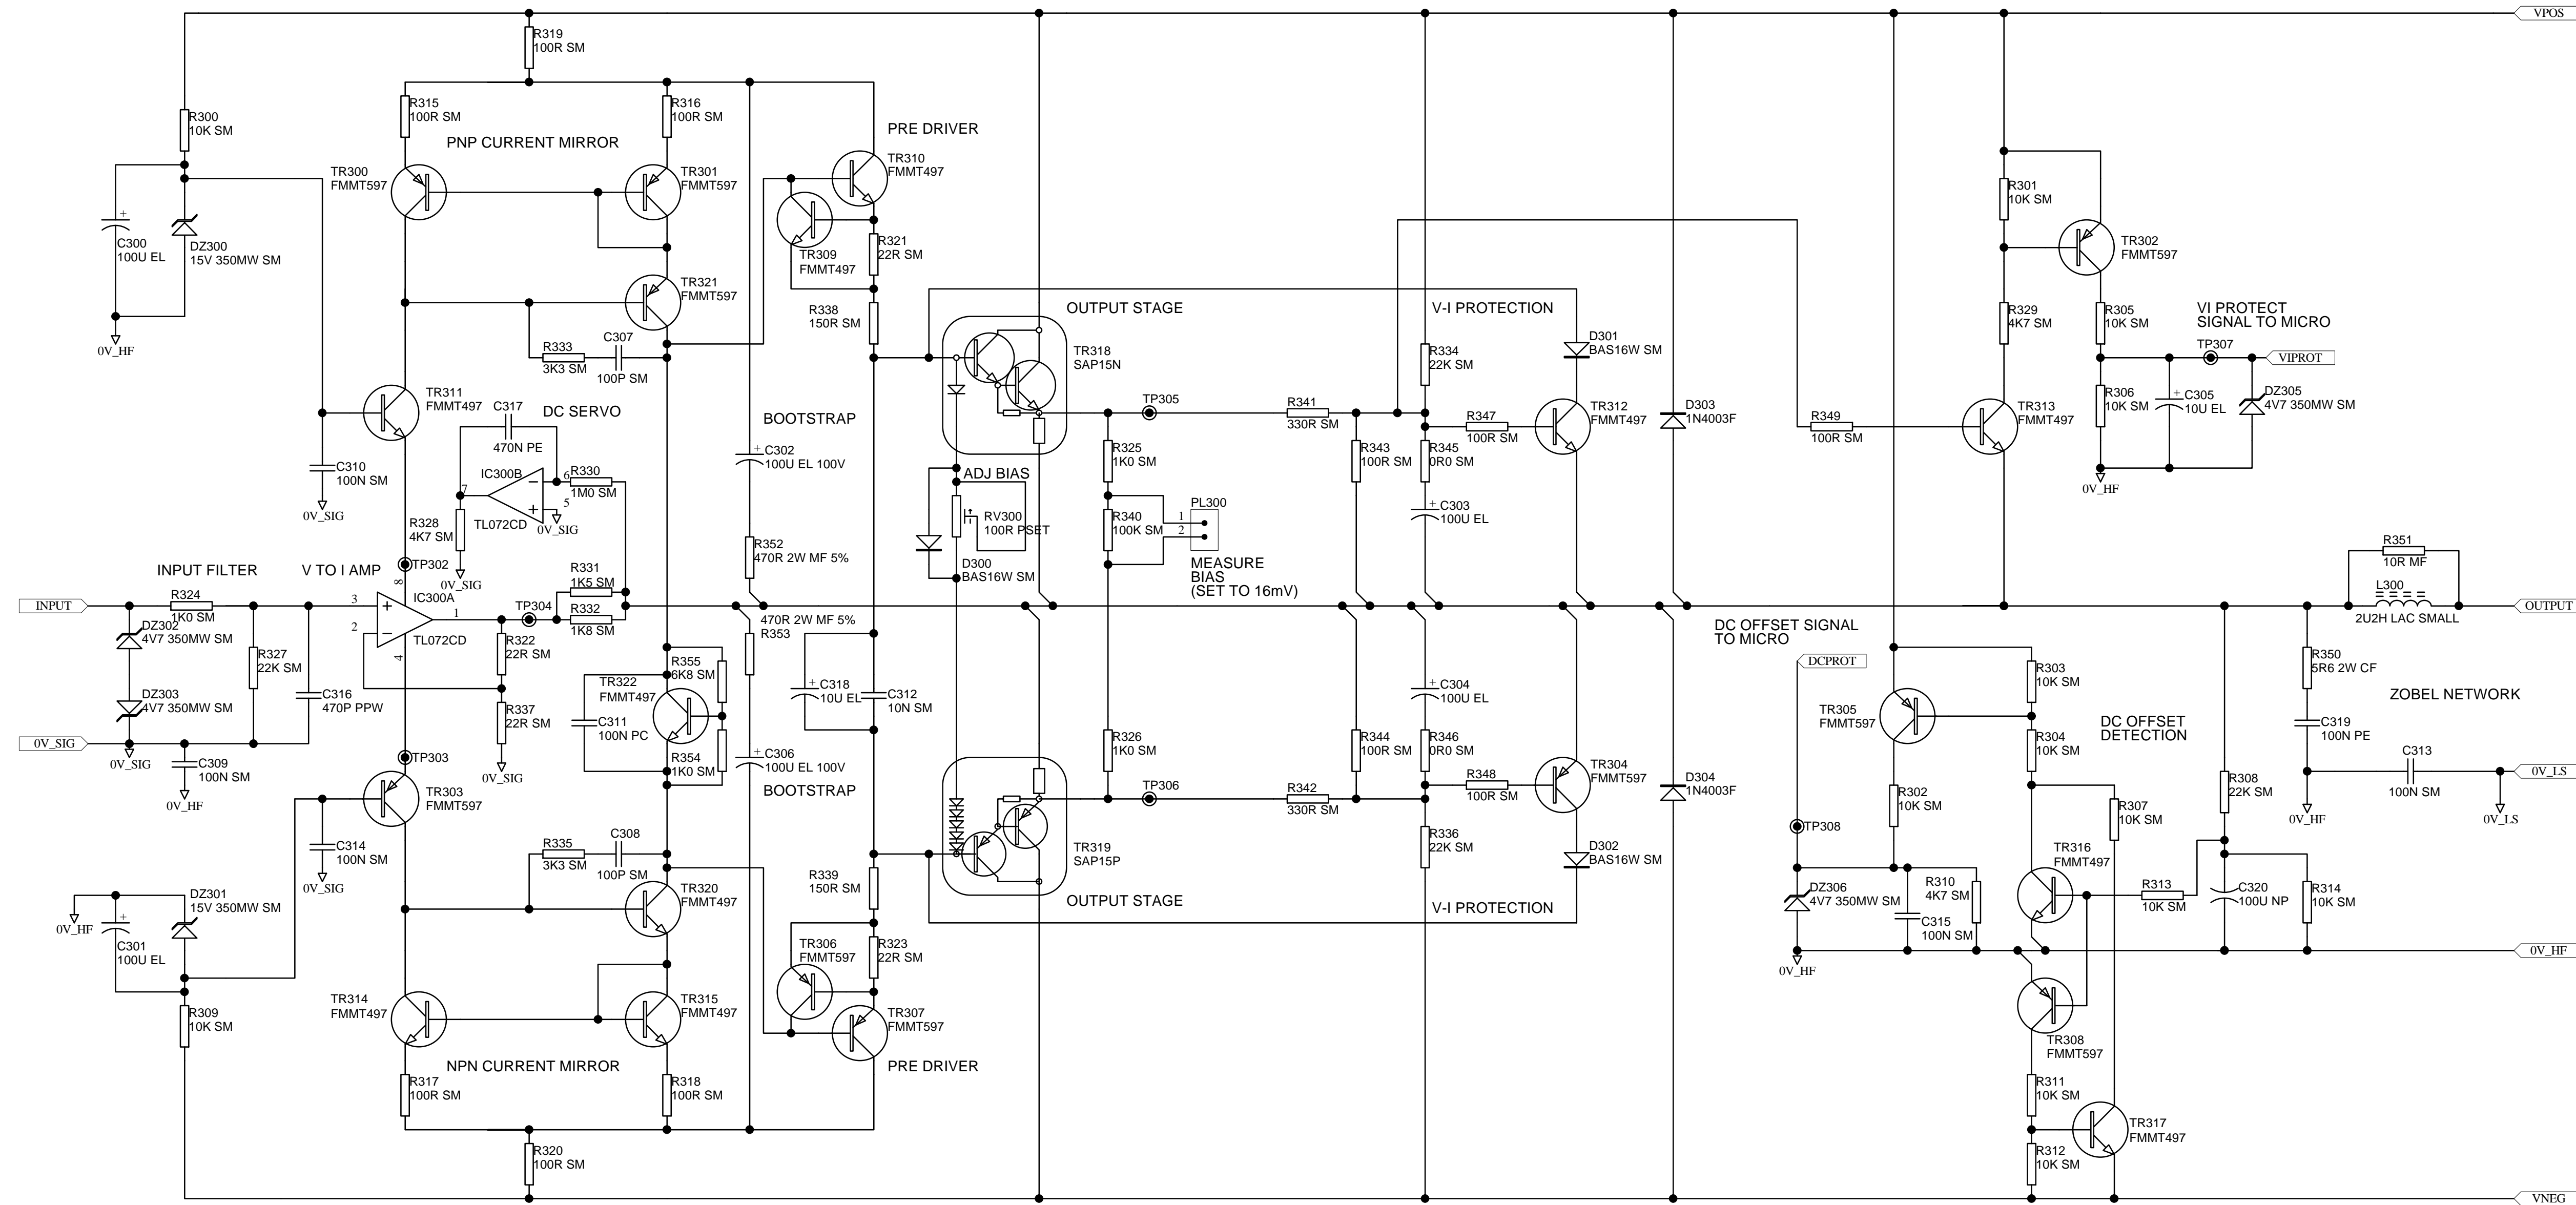 VPOS
R319
100R SM
R315
100R SM
R316
100R SM
R300
10K SM
PNP CURRENT MIRROR
PRE DRIVER
TR300
FMMT597
TR301
FMMT597
TR310
FMMT497
+
C300
100U EL
DZ300
15V 350MW SM
TR309
FMMT497
R321
22R SM
R301
10K SM
TR302
FMMT597
0V_HF
TR321
FMMT597
R338
150R SM
OUTPUT STAGE
V-I PROTECTION
R329
4K7 SM
R305
10K SM
VI PROTECT
SIGNAL TO MICRO
R333
3K3 SM
C307
100P SM
TR318
SAP15N
R334
22K SM
D301
BAS16W SM
TP307
VIPROT
TR311
FMMT497
C317
470N PE
DC SERVO
BOOTSTRAP
TP305
R341
330R SM
R347
100R SM
TR312
FMMT497
D303
1N4003F
R349
100R SM
TR313
FMMT497
R306
10K SM
+
C305
10U EL
DZ305
4V7 350MW SM
0V_HF
C310
100N SM
0V_SIG
IC300B
TL072CD
6
5
7
−
+
0V_SIG
R330
1M0 SM
+
C302
100U EL 100V
ADJ BIAS
R325
1K0 SM
R343
100R SM
R345
0R0 SM
R328
4K7 SM
0V_SIG
RV300
100R PSET
R340
100K SM
PL300
1
2
+
C303
100U EL
R352
470R 2W MF 5%
D300
BAS16W SM
MEASURE
BIAS
(SET TO 16mV)
R351
10R MF
INPUT FILTER
V TO I AMP
TP302
8
R331
1K5 SM
L300
2U2H LAC SMALL
INPUT
R324
1K0 SM
3
2
1
4
+
−
IC300A
TL072CD
TP304
R332
1K8 SM
OUTPUT
DZ302
4V7 350MW SM
470R 2W MF 5%
R353
DC OFFSET SIGNAL
TO MICRO
DCPROT
R327
22K SM
R322
22R SM
R355
6K8 SM
R303
10K SM
R350
5R6 2W CF
DZ303
4V7 350MW SM
C316
470P PPW
R337
22R SM
TR322
FMMT497
+
C318
10U EL
C312
10N SM
+
C304
100U EL
TR305
FMMT597
ZOBEL NETWORK
C311
100N PC
DC OFFSET
DETECTION
C319
100N PE
0V_SIG
0V_SIG
C309
100N SM
0V_HF
TP303
0V_SIG
R354
1K0 SM
+
C306
100U EL 100V
R326
1K0 SM
R344
100R SM
R346
0R0 SM
R304
10K SM
C313
100N SM
0V_LS
TR303
FMMT597
BOOTSTRAP
TP306
R342
330R SM
R348
100R SM
TR304
FMMT597
D304
1N4003F
R302
10K SM
R307
10K SM
R308
22K SM
0V_HF
0V_LS
C314
100N SM
0V_SIG
R335
3K3 SM
C308
100P SM
TR319
SAP15P
R336
22K SM
D302
BAS16W SM
TP308
TR316
FMMT497
0V_HF
+
C301
100U EL
DZ301
15V 350MW SM
TR320
FMMT497
R339
150R SM
OUTPUT STAGE
V-I PROTECTION
DZ306
4V7 350MW SM
R310
4K7 SM
C315
100N SM
R313
10K SM
C320
100U NP
R314
10K SM
TR306
FMMT597
R323
22R SM
0V_HF
0V_HF
R309
10K SM
TR314
FMMT497
TR315
FMMT497
TR307
FMMT597
TR308
FMMT597
NPN CURRENT MIRROR
PRE DRIVER
R317
100R SM
R318
100R SM
R311
10K SM
TR317
FMMT497
R320
100R SM
R312
10K SM
VNEG